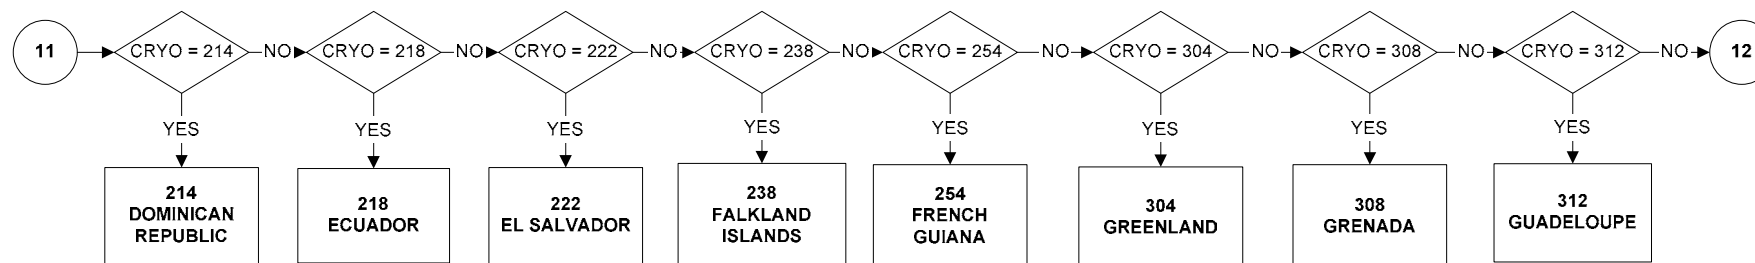 11
CRYO = 214
NO
CRYO = 218
NO
CRYO = 222
NO
CRYO = 238
NO
CRYO = 254
NO
CRYO = 304
NO
CRYO = 308
NO
CRYO = 312
NO
12
YES
YES
YES
YES
YES
YES
YES
YES
214
DOMINICAN
REPUBLIC
218
ECUADOR
222
EL SALVADOR
238
FALKLAND
ISLANDS
254
FRENCH
GUIANA
304
GREENLAND
308
GRENADA
312
GUADELOUPE